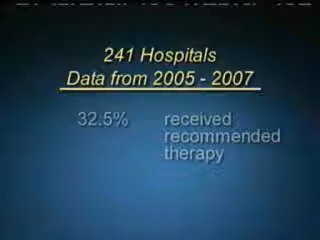 241 Hospitals
Data from 2005 - 2007
32.5% received
recommended
therapy